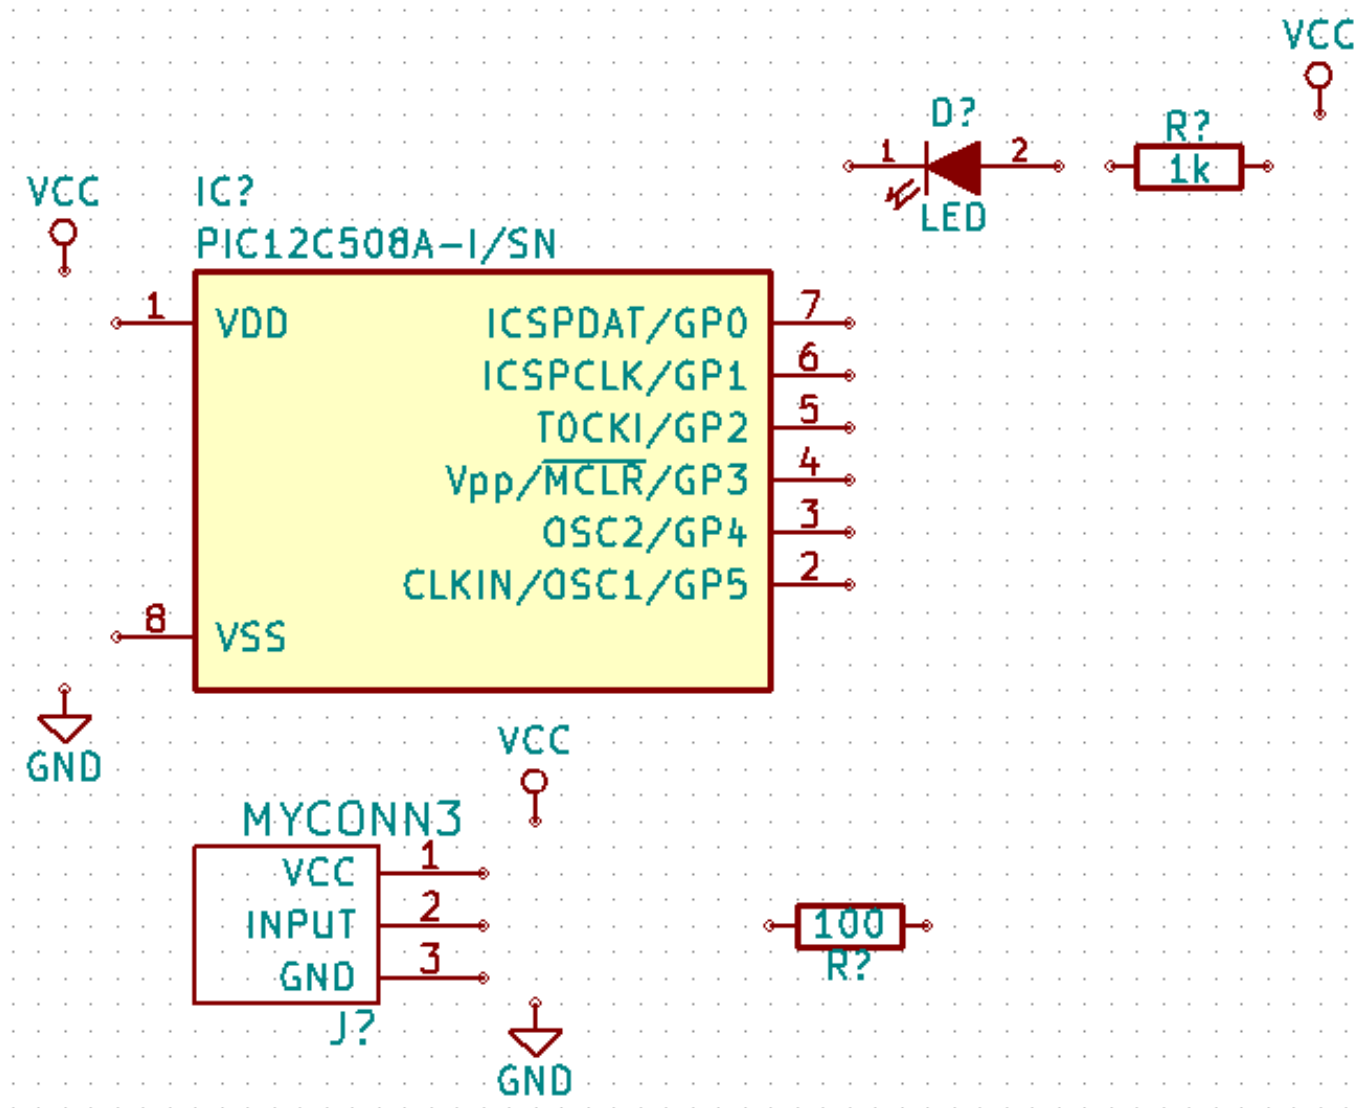 VCC
D?
R?
1 2
1k
LED
VCC
IC?
PIC12C508A-I/SN
1 VDD ICSPDAT/GP0 7
ICSPCLK/GP1 6
T0CKI/GP2 5
Vpp/MCLR/GP3 4
OSC2/GP4 3
CLKIN/OSC1/GP5 2
8 VSS
GND
VCC
MYCONN3
VCC 1
INPUT 2
GND 3
J?
100
R?
GND